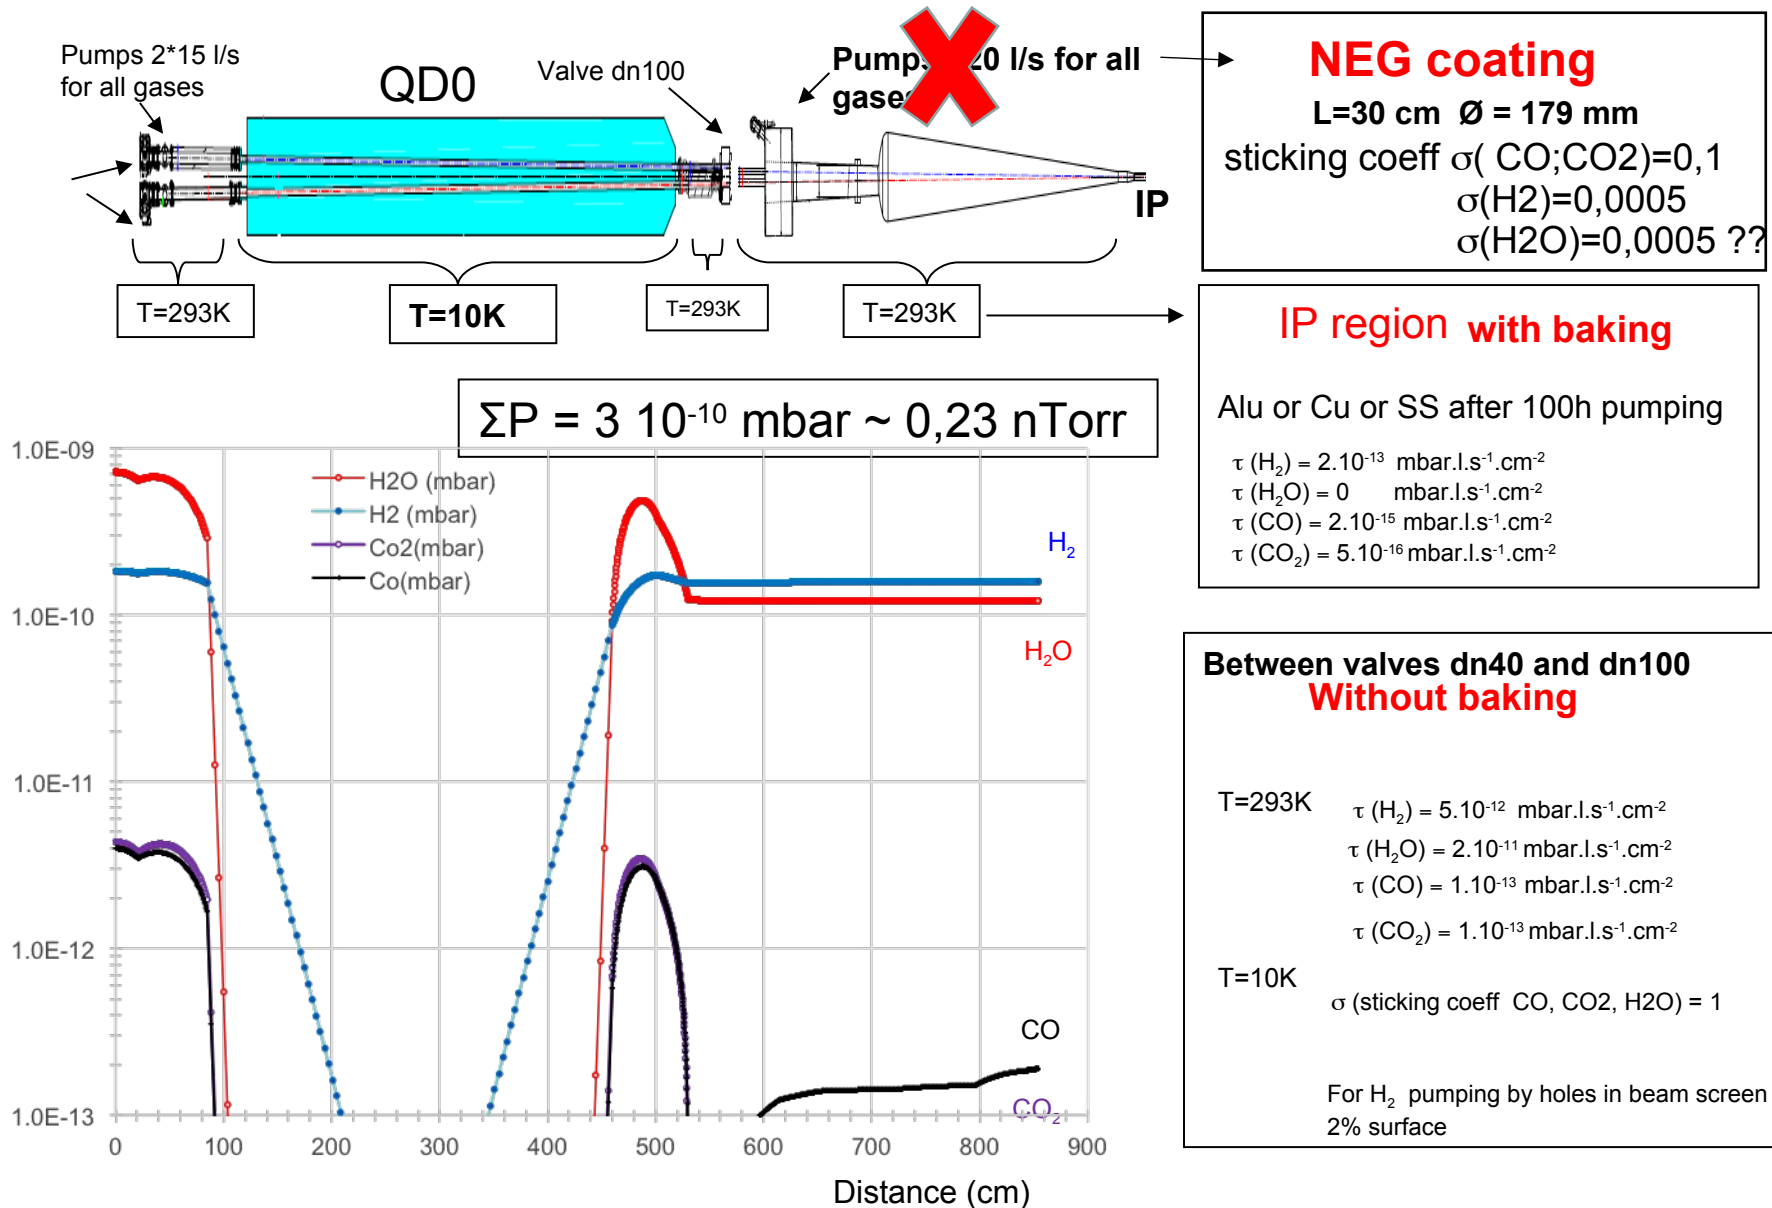 Pumps 2*15 l/s
for all gases
QD0
Valve dn100
Pumps 20 l/s for all
gases
IP
T=293K
T=10K
T=293K
T=293K
NEG coating
L=30 cm Ø = 179 mm
sticking coeff σ( CO;CO2)=0,1
σ(H2)=0,0005
σ(H2O)=0,0005 ??
IP region with baking
Alu or Cu or SS after 100h pumping
τ (H₂) = 2.10⁻¹³ mbar.l.s⁻¹.cm⁻²
τ (H₂O) = 0 mbar.l.s⁻¹.cm⁻²
τ (CO) = 2.10⁻¹⁵ mbar.l.s⁻¹.cm⁻²
τ (CO₂) = 5.10⁻¹⁶ mbar.l.s⁻¹.cm⁻²
ΣP = 3 10⁻¹⁰ mbar ~ 0,23 nTorr
1.0E-09
1.0E-10
1.0E-11
1.0E-12
1.0E-13
H2O (mbar)
H2 (mbar)
Co2(mbar)
Co(mbar)
H₂
H₂O
CO
CO₂
0
100
200
300
400
500
600
700
800
900
Distance (cm)
Between valves dn40 and dn100
Without baking
T=293K
τ (H₂) = 5.10⁻¹² mbar.l.s⁻¹.cm⁻²
τ (H₂O) = 2.10⁻¹¹ mbar.l.s⁻¹.cm⁻²
τ (CO) = 1.10⁻¹³ mbar.l.s⁻¹.cm⁻²
τ (CO₂) = 1.10⁻¹³ mbar.l.s⁻¹.cm⁻²
T=10K
σ (sticking coeff CO, CO2, H2O) = 1
For H₂ pumping by holes in beam screen
2% surface